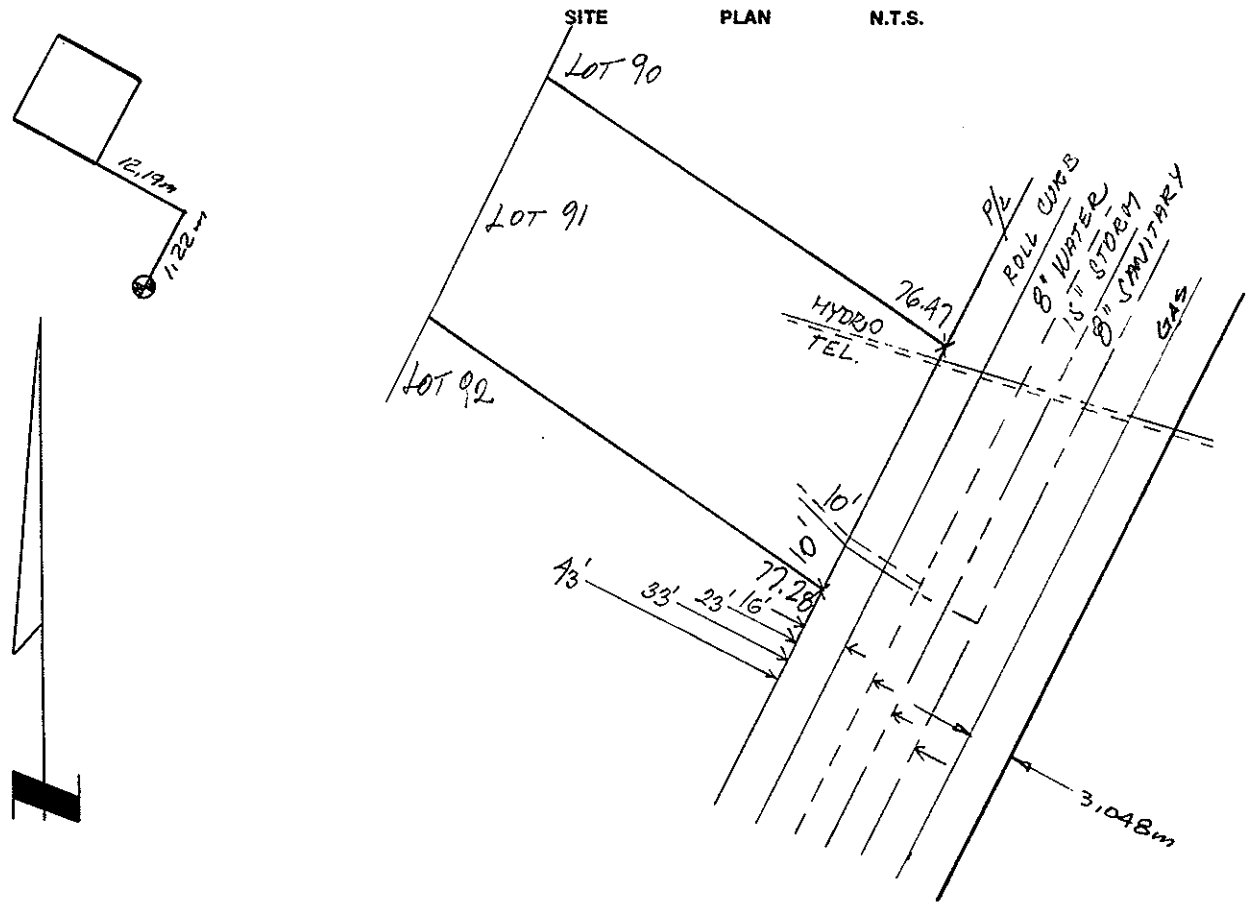 SITE PLAN N.T.S.
LOT 90
12,19m
1,22m
LOT 91
P/L
ROLL CURB
8" WATER
15" STORM
8" SANITARY
GAS
76.47
HYDRO
TEL.
LOT 92
10'
10'
77.28
43'
33'
23'
16'
3,048m